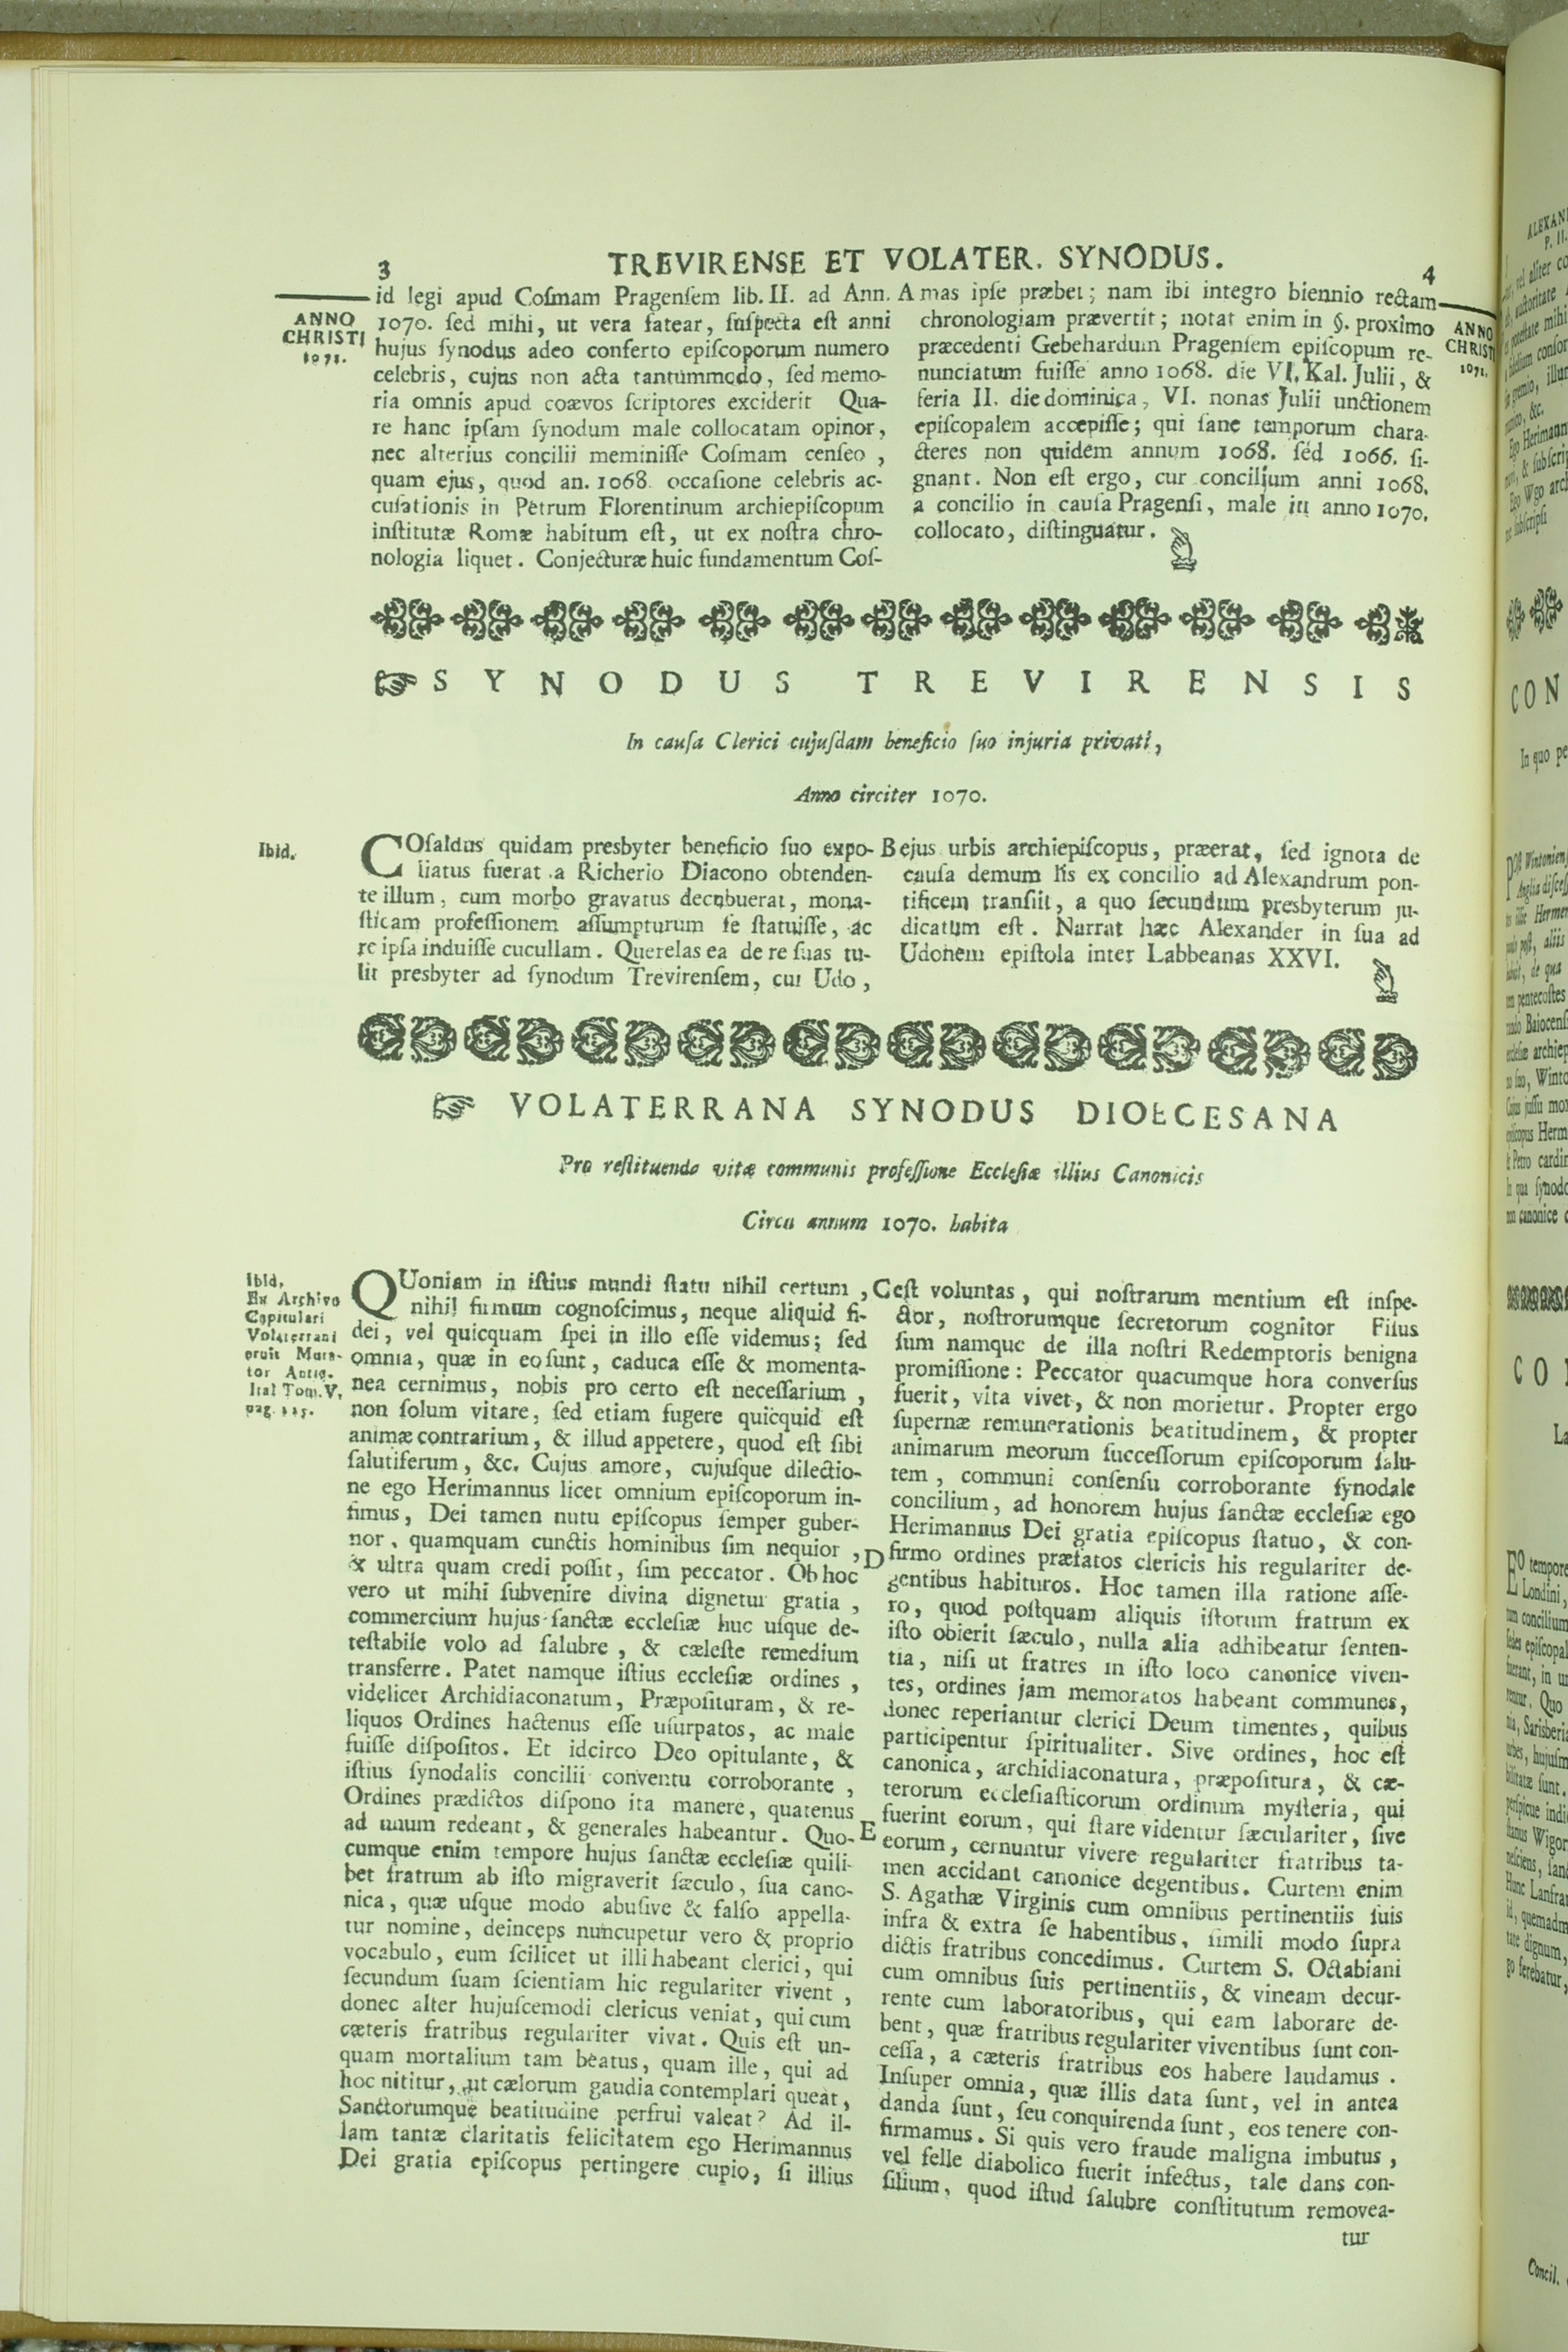 3
TREVIRENSE ET VOLATER. SYNODUS.
4
ANNO
CHRISTI
1071.
id legi apud Coſmam Pragenſem lib. II. ad Ann.
1070. ſed mihi, ut vera fatear, ſuſpecta eſt anni
hujus ſynodus adeo conferto epiſcoporum numero
celebris, cujus non acta tantummodo, ſed memo-
ria omnis apud coævos ſcriptores exciderit Qua-
re hanc ipſam ſynodum male collocatam opinor,
nec alterius concilii meminiſſe Coſmam cenſeo,
quam ejus, quod an. 1068. occaſione celebris ac-
cuſationis in Petrum Florentinum archiepiſcopum
inſtitutæ Romæ habitum eſt, ut ex noſtra chro-
nologia liquet. Conjecturæ huic fundamentum Coſ-
A
mas ipſe præbet; nam ibi integro biennio rectam
chronologiam prævertit; notat enim in §. proximo
præcedenti Gebehardum Pragenſem epiſcopum re-
nunciatum fuiſſe anno 1068. die VI. Kal. Julii, &
feria II. die dominica, VI. nonas Julii unctionem
epiſcopalem accepiſſe; qui ſane temporum chara-
cteres non quidem annum 1068. ſed 1066. ſi-
gnant. Non eſt ergo, cur concilium anni 1068.
a concilio in cauſa Pragenſi, male in anno 1070.
collocato, diſtinguatur.
ANNO
CHRISTI
1071.
SYNODUS TREVIRENSIS
In cauſa Clerici cujuſdam beneficio ſuo injuria privati,
Anno circiter 1070.
Ibid.
COſaldus quidam presbyter beneficio ſuo expo-
liatus fuerat a Richerio Diacono obtenden-
te illum, cum morbo gravatus decubuerat, mona-
ſticam profeſſionem aſſumpturum ſe ſtatuiſſe, ac
re ipſa induiſſe cucullam. Querelas ea de re ſuas tu-
lit presbyter ad ſynodum Trevirenſem, cui Udo,
B
ejus urbis archiepiſcopus, præerat, ſed ignota de
cauſa demum lis ex concilio ad Alexandrum pon-
tificem tranſiit, a quo ſecundum presbyterum ju-
dicatum eſt. Narrat hæc Alexander in ſua ad
Udonem epiſtola inter Labbeanas XXVI.
VOLATERRANA SYNODUS DIOECESANA
Pro reſtituenda vitæ communis profeſſione Eccleſiæ illius Canonicis
Circa annum 1070. habita
Ibid.
Ex Archivo
Capitulari
Volaterrani
eruit Mura-
tor Antiq.
Ital Tom. V.
pag.
QUoniam in iſtius mundi ſtatu nihil certum,
nihil firmum cognoſcimus, neque aliquid fi-
dei, vel quicquam ſpei in illo eſſe videmus; ſed
omnia, quæ in eo ſunt, caduca eſſe & momenta-
nea cernimus, nobis pro certo eſt neceſſarium,
non ſolum vitare, ſed etiam fugere quicquid eſt
animæ contrarium, & illud appetere, quod eſt ſibi
ſalutiferum, &c. Cujus amore, cujuſque dilectio-
ne ego Herimannus licet omnium epiſcoporum in-
fimus, Dei tamen nutu epiſcopus ſemper guber-
nor, quamquam cunctis hominibus ſim nequior,
& ultra quam credi poſſit, ſim peccator. Ob hoc
vero ut mihi ſubvenire divina dignetur gratia,
commercium hujus ſanctæ eccleſiæ huc uſque de-
teſtabile volo ad ſalubre, & cæleſte remedium
transferre. Patet namque iſtius eccleſiæ ordines,
videlicet Archidiaconatum, Præpoſituram, & re-
liquos Ordines hactenus eſſe uſurpatos, ac male
fuiſſe diſpoſitos. Et idcirco Deo opitulante, &
iſtius ſynodalis concilii conventu corroborante,
Ordines prædictos diſpono ita manere, quatenus
ad unum redeant, & generales habeantur. Quo-
cumque enim tempore hujus ſanctæ eccleſiæ quili-
bet fratrum ab iſto migraverit ſæculo, ſua cano-
nica, quæ uſque modo abuſive & falſo appella-
tur nomine, deinceps nuncupetur vero & proprio
vocabulo, eum ſcilicet ut illi habeant clerici, qui
ſecundum ſuam ſcientiam hic regulariter vivent,
donec alter hujuſcemodi clericus veniat, qui cum
cæteris fratribus regulariter vivat. Quis eſt un-
quam mortalium tam beatus, quam ille, qui ad
hoc nititur, ut cælorum gaudia contemplari queat,
Sanctorumque beatitudine perfrui valeat? Ad il-
lam tantæ claritatis felicitatem ego Herimannus
Dei gratia epiſcopus pertingere cupio, ſi illius
C
eſt voluntas, qui noſtrarum mentium eſt inſpe-
ctor, noſtrorumque ſecretorum cognitor Fiſus
ſum namque de illa noſtri Redemptoris benigna
promiſſione: Peccator quacumque hora converſus
fuerit, vita vivet, & non morietur. Propter ergo
ſupernæ remunerationis beatitudinem, & propter
animarum meorum ſucceſſorum epiſcoporum ſalu-
tem, communi conſenſu corroborante ſynodale
concilium, ad honorem hujus ſanctæ eccleſiæ ego
Herimannus Dei gratia epiſcopus ſtatuo, & con-
D
firmo ordines præfatos clericis his regulariter de-
gentibus habituros. Hoc tamen illa ratione aſſe-
ro, quod poſtquam aliquis iſtorum fratrum ex
iſto obierit ſæculo, nulla alia adhibeatur ſenten-
tia, niſi ut fratres in iſto loco canonice viven-
tes, ordines jam memoratos habeant communes,
donec reperiantur clerici Deum timentes, quibus
participentur ſpiritualiter. Sive ordines, hoc eſt
canonica, archidiaconatura, præpoſitura, & cæ-
terorum eccleſiaſticorum ordinum myſteria, qui
fuerint eorum, qui ſtare videntur ſæculariter, ſive
E
eorum, cernuntur vivere regulariter fratribus ta-
men accidant canonice degentibus. Curtem enim
S. Agathæ Virginis cum omnibus pertinentiis ſuis
infra & extra ſe habentibus, ſimili modo ſupra
dictis fratribus concedimus. Curtem S. Octabiani
cum omnibus ſuis pertinentiis, & vineam decur-
rente cum laboratoribus, qui eam laborare de-
bent, quæ fratribus regulariter viventibus ſunt con-
ceſſa, a cæteris fratribus eos habere laudamus.
Inſuper omnia, quæ illis data ſunt, vel in antea
danda ſunt, ſeu conquirenda ſunt, eos tenere con-
firmamus. Si quis vero fraude maligna imbutus,
vel felle diabolico fuerit infectus, tale dans con-
ſilium, quod iſtud ſalubre conſtitutum removea-
tur